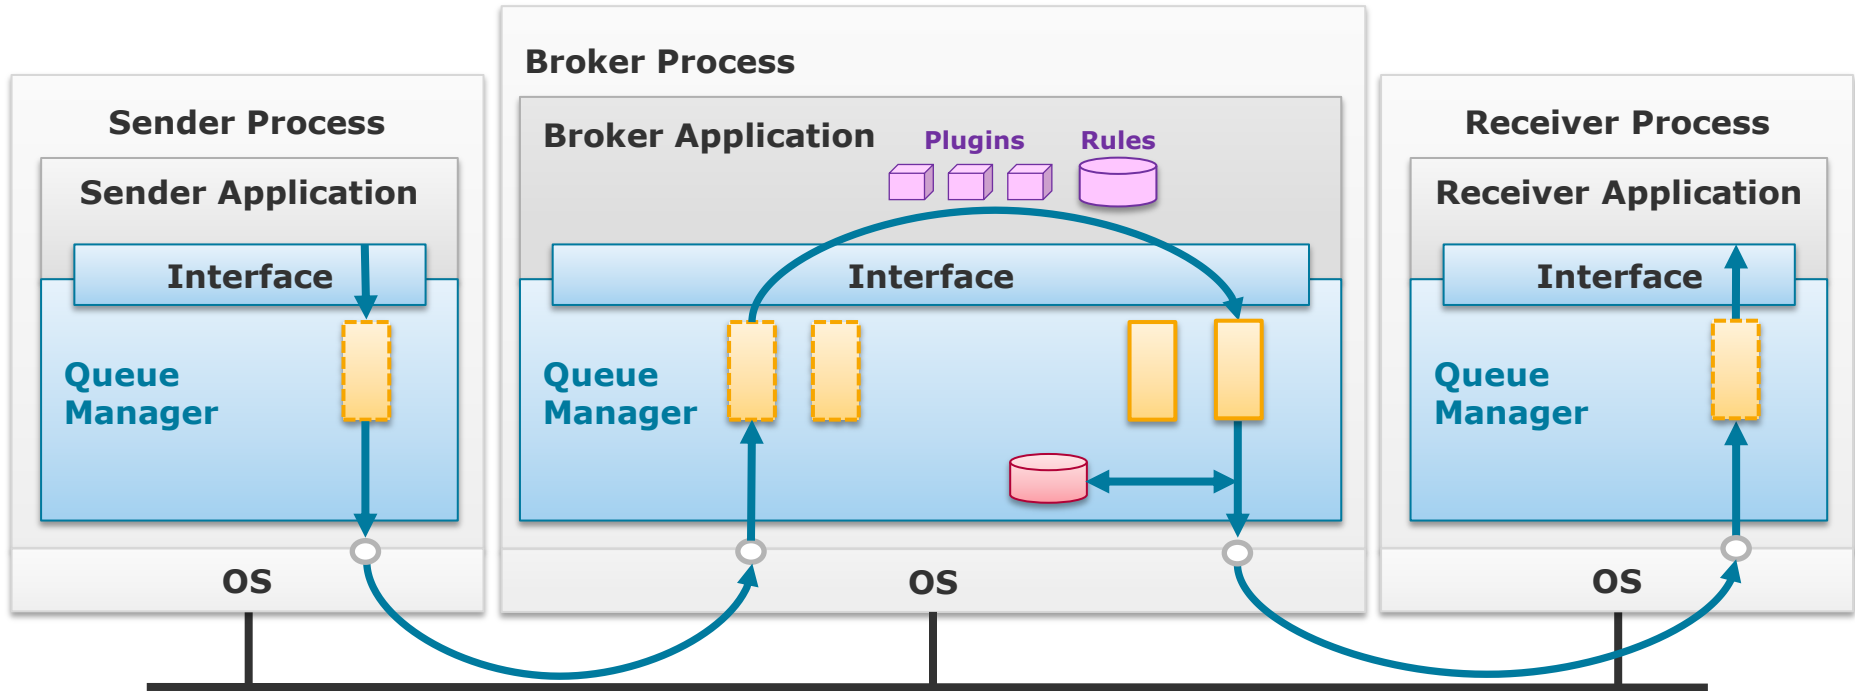 Broker Process
Sender Process
Receiver Process
Broker Application
Plugins
Rules
Sender Application
Receiver Application
Interface
Interface
Interface
Queue
Manager
Queue
Manager
Queue
Manager
OS
OS
OS